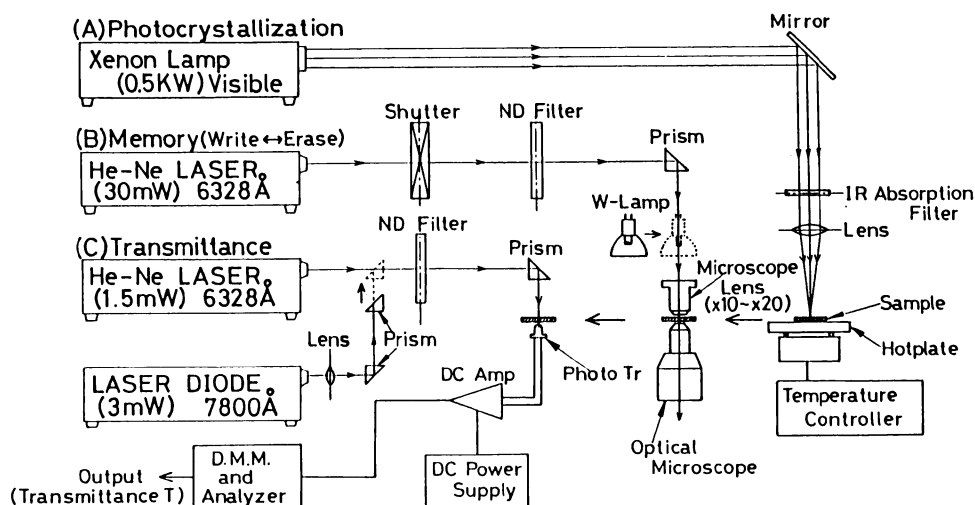 (A)Photocrystallization
Mirror
Xenon Lamp
(0.5KW) Visible
Shutter
ND Filter
Prism
(B)Memory(Write↔Erase)
He-Ne LASER。
(30mW) 6328Å
W-Lamp
IR Absorption
Filter
Lens
ND Filter
(C)Transmittance
Prism
He-Ne LASER。
(1.5mW) 6328Å
Microscope
Lens
(x10~x20)
Sample
Hotplate
Lens
Prism
Photo Tr
LASER DIODE。
(3mW) 7800Å
DC Amp
Temperature
Controller
Optical
Microscope
Output
(Transmittance T)
D.M.M.
and
Analyzer
DC Power
Supply